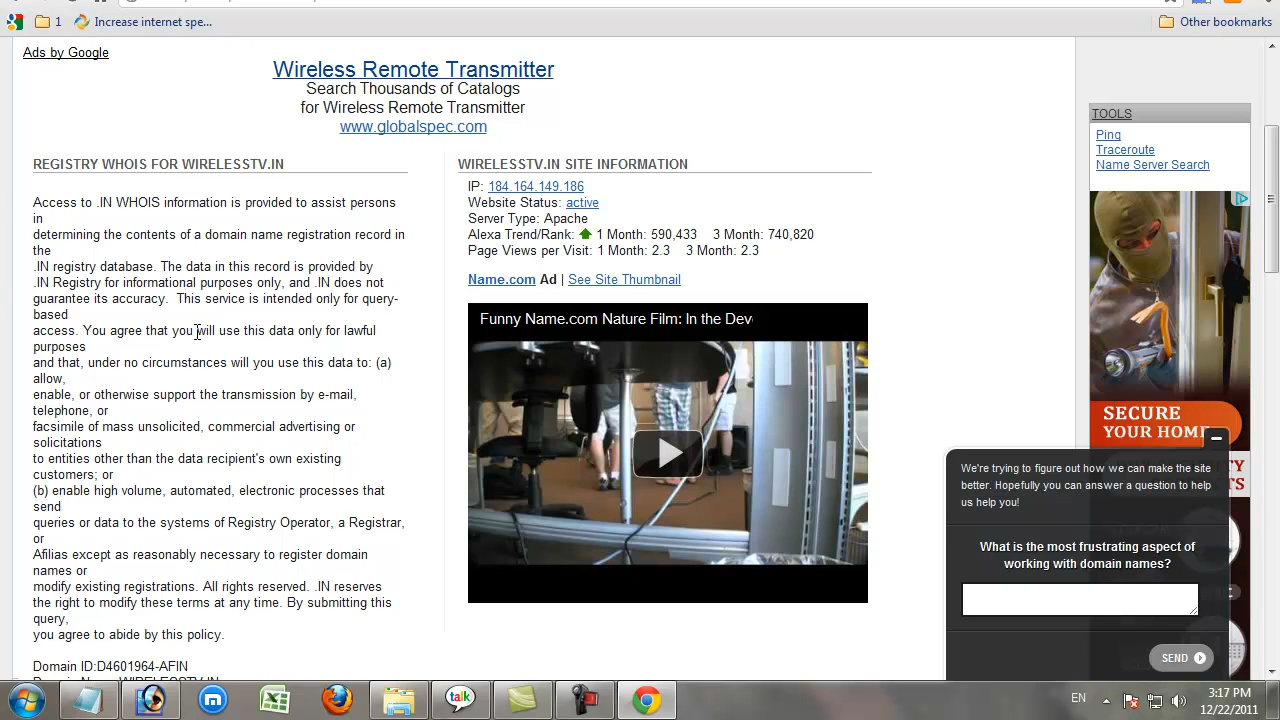 1
Increase internet spe...
Other bookmarks
Ads by Google
Wireless Remote Transmitter
Search Thousands of Catalogs
for Wireless Remote Transmitter
www.globalspec.com
REGISTRY WHOIS FOR WIRELESSTV.IN
Access to .IN WHOIS information is provided to assist persons
in
determining the contents of a domain name registration record in
the
.IN registry database. The data in this record is provided by
.IN Registry for informational purposes only, and .IN does not
guarantee its accuracy.  This service is intended only for query-
based
access. You agree that you will use this data only for lawful
purposes
and that, under no circumstances will you use this data to: (a)
allow,
enable, or otherwise support the transmission by e-mail,
telephone, or
facsimile of mass unsolicited, commercial advertising or
solicitations
to entities other than the data recipient's own existing
customers; or
(b) enable high volume, automated, electronic processes that
send
queries or data to the systems of Registry Operator, a Registrar,
or
Afilias except as reasonably necessary to register domain
names or
modify existing registrations. All rights reserved. .IN reserves
the right to modify these terms at any time. By submitting this
query,
you agree to abide by this policy.
Domain ID:D4601964-AFIN
WIRELESSTV.IN SITE INFORMATION
IP: 184.164.149.186
Website Status: active
Server Type: Apache
Alexa Trend/Rank: 1 Month: 590,433 3 Month: 740,820
Page Views per Visit: 1 Month: 2.3 3 Month: 2.3
Name.com Ad | See Site Thumbnail
Funny Name.com Nature Film: In the Dev
TOOLS
Ping
Traceroute
Name Server Search
SECURE
YOUR HOME
We're trying to figure out how we can make the site
better. Hopefully you can answer a question to help
us help you!
What is the most frustrating aspect of
working with domain names?
SEND
talk
EN
3:17 PM
12/22/2011